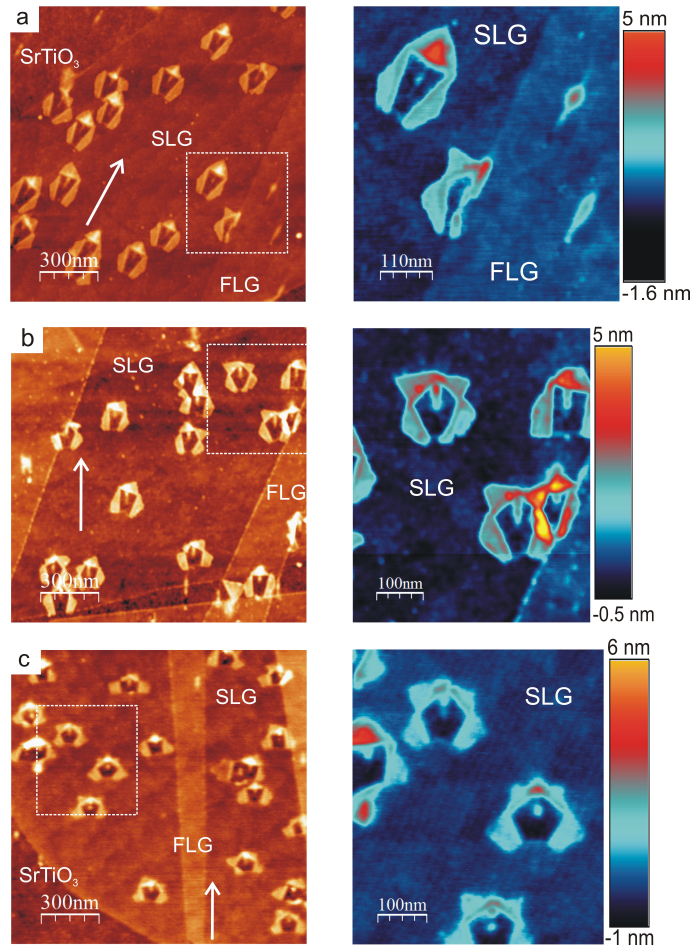 a
SrTiO₃
SLG
FLG
300nm
SLG
FLG
110nm
5 nm
-1.6 nm
b
SLG
FLG
300nm
SLG
100nm
5 nm
-0.5 nm
c
SLG
FLG
SrTiO₃
300nm
SLG
100nm
6 nm
-1 nm